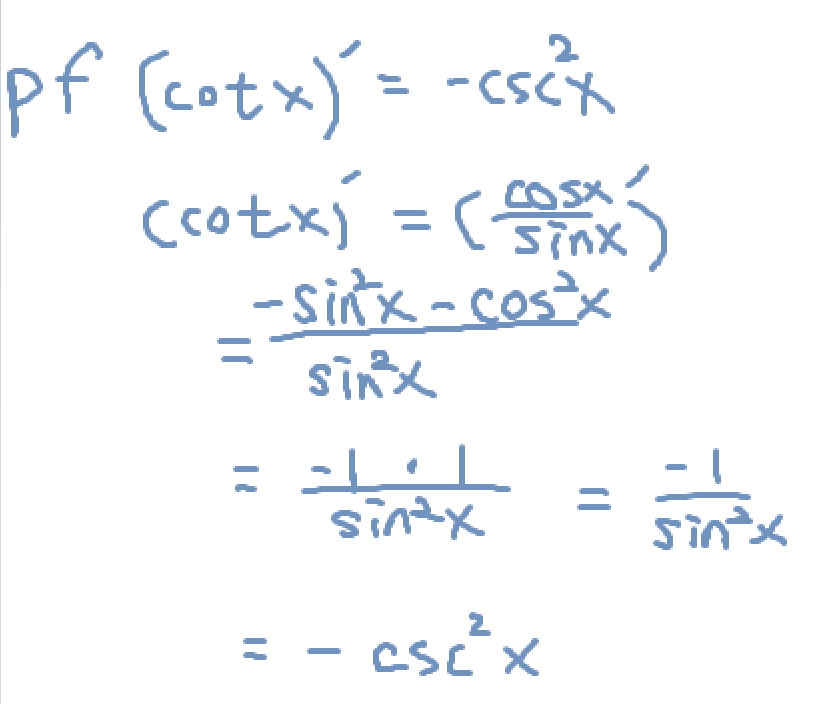 pf (cotx)′ = -csc²x
(cotx)′ = (cosx/sinx)′
= (-sin²x - cos²x)/sin²x
= (-1 · 1)/sin²x = -1/sin²x
= - csc²x